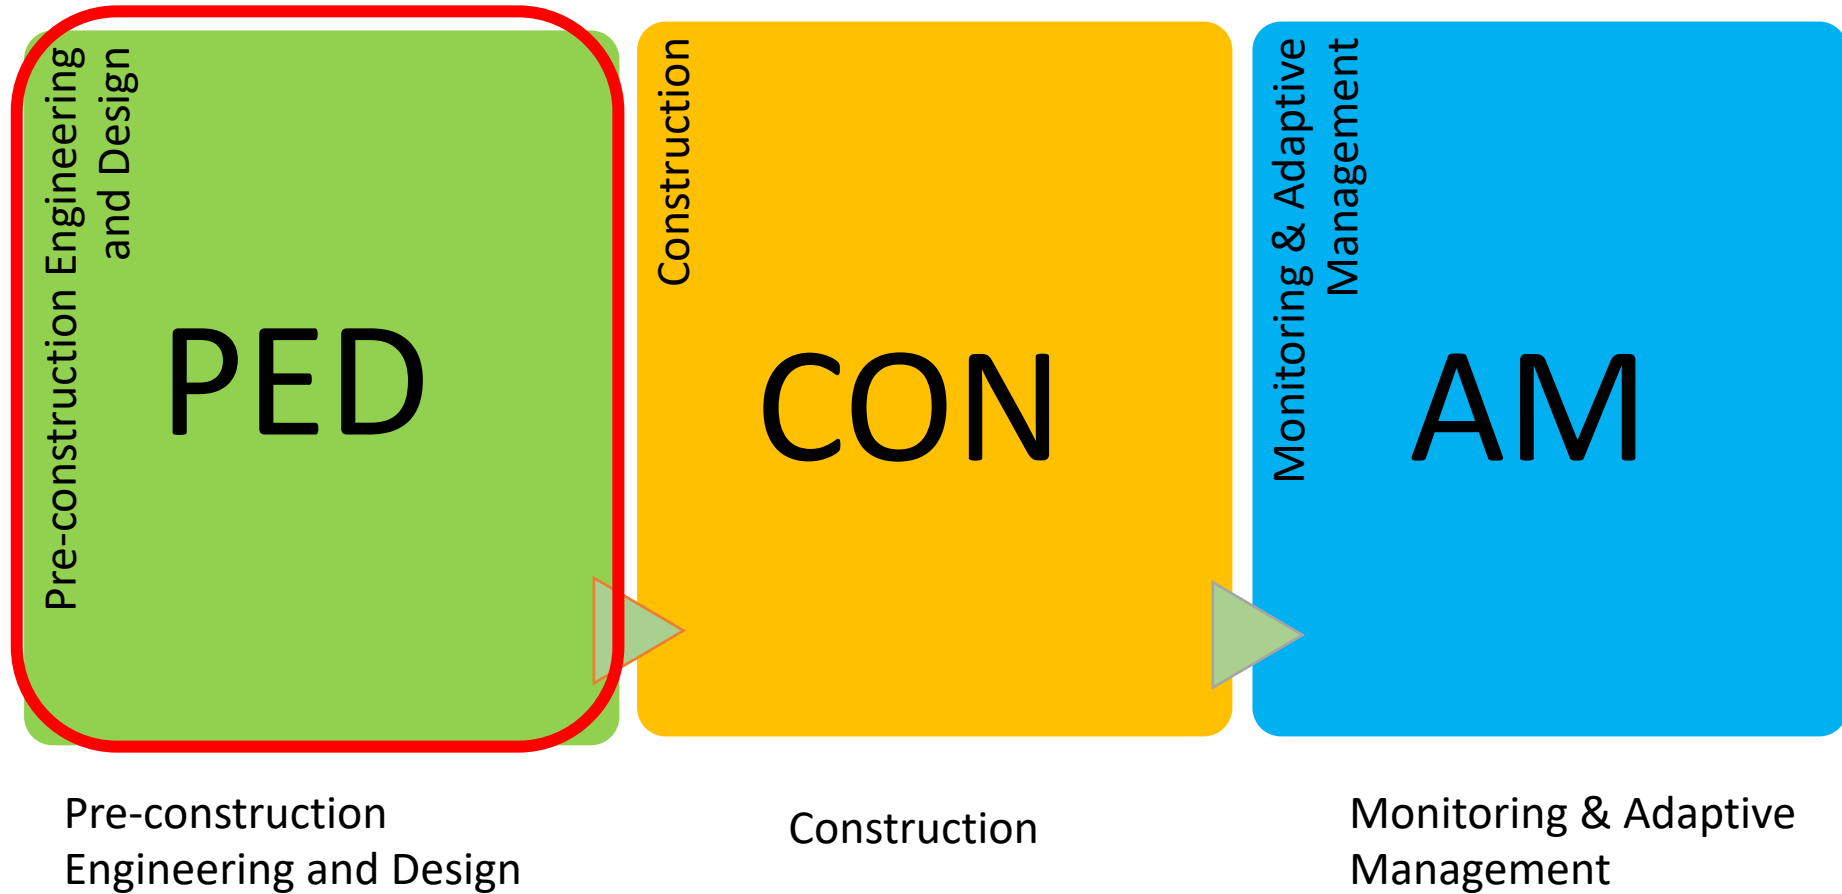 Pre-construction Engineering
and Design
PED
Construction
CON
Monitoring & Adaptive
Management
AM
Pre-construction
Engineering and Design
Construction
Monitoring & Adaptive
Management